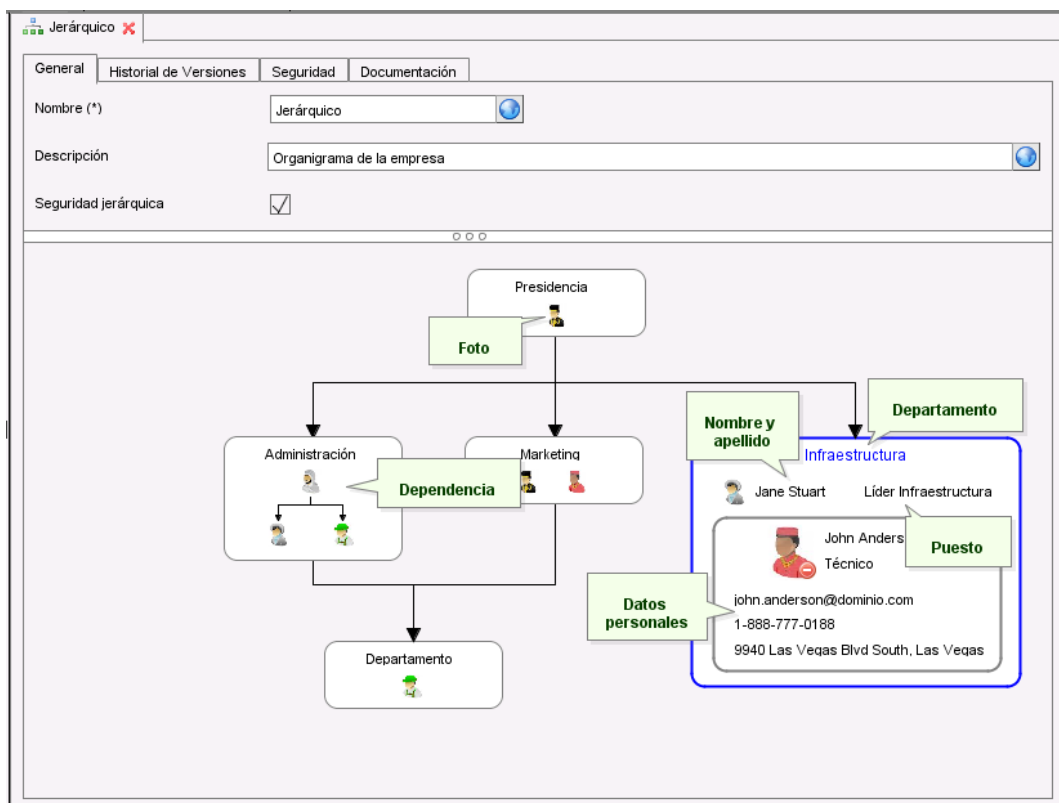 Jerárquico
General
Historial de Versiones
Seguridad
Documentación
Nombre (*)
Jerárquico
Descripción
Organigrama de la empresa
Seguridad jerárquica
Presidencia
Foto
Departamento
Nombre y
apellido
Administración
Marketing
Infraestructura
Dependencia
Jane Stuart
Líder Infraestructura
John Anders
Técnico
Puesto
Datos
personales
john.anderson@dominio.com
1-888-777-0188
9940 Las Vegas Blvd South, Las Vegas
Departamento